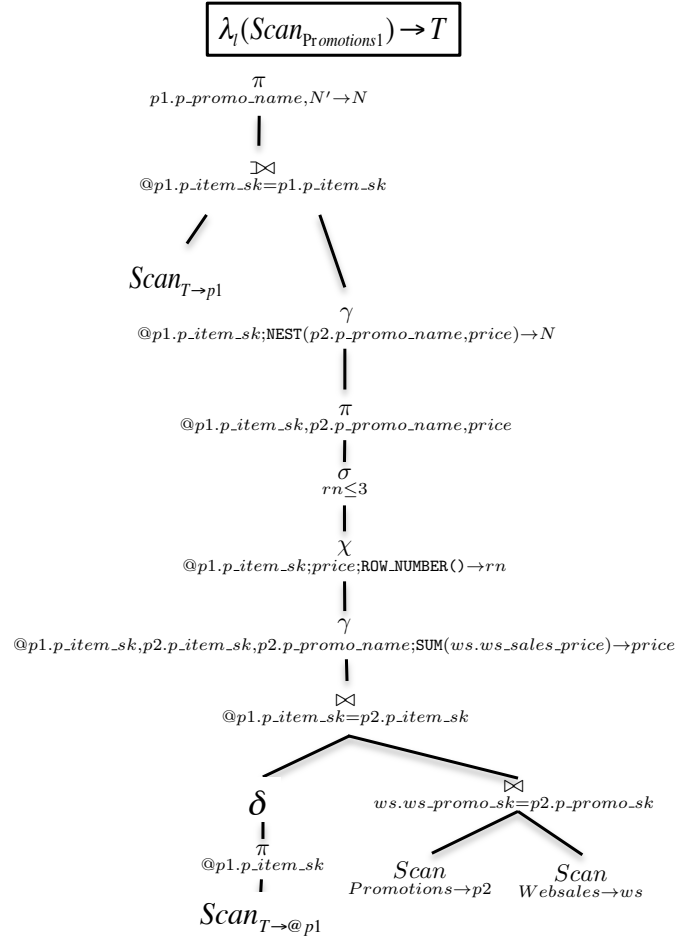 λ_l(Scan_Promotions1) → T
π
p1.p_promo_name,N′→N
⟕
@p1.p_item_sk=p1.p_item_sk
Scan_T→p1
γ
@p1.p_item_sk;NEST(p2.p_promo_name,price)→N
π
@p1.p_item_sk,p2.p_promo_name,price
σ
rn≤3
χ
@p1.p_item_sk;price;ROW_NUMBER()→rn
γ
@p1.p_item_sk,p2.p_item_sk,p2.p_promo_name;SUM(ws.ws_sales_price)→price
⋈
@p1.p_item_sk=p2.p_item_sk
δ
⋈
ws.ws_promo_sk=p2.p_promo_sk
π
@p1.p_item_sk
Scan Scan
Promotions→p2 Websales→ws
Scan_T→@p1